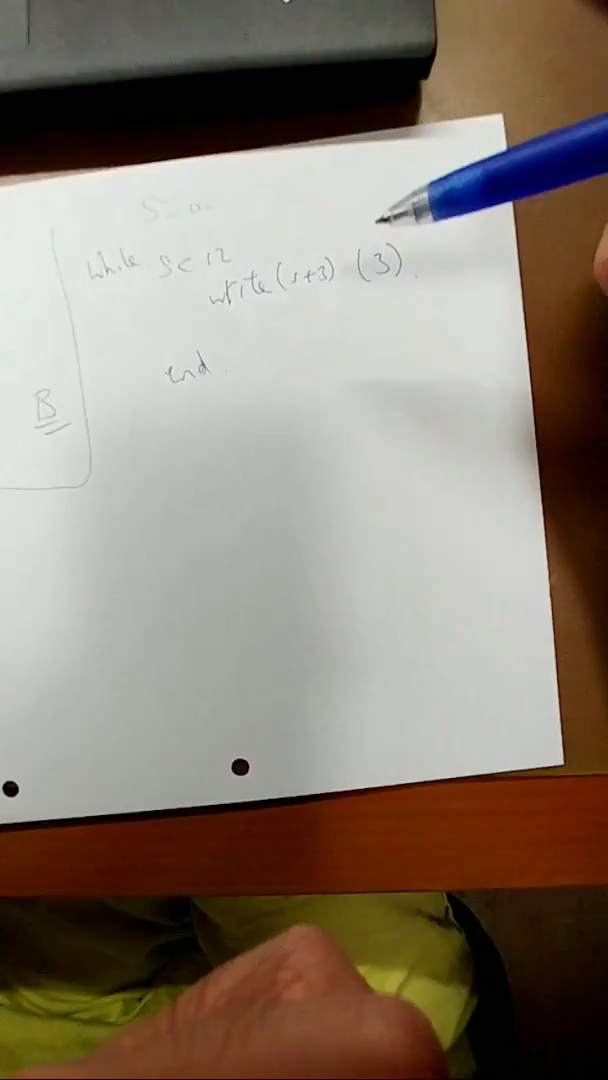 S=0.
while s< 12
write(s+3) (3).
end.
B